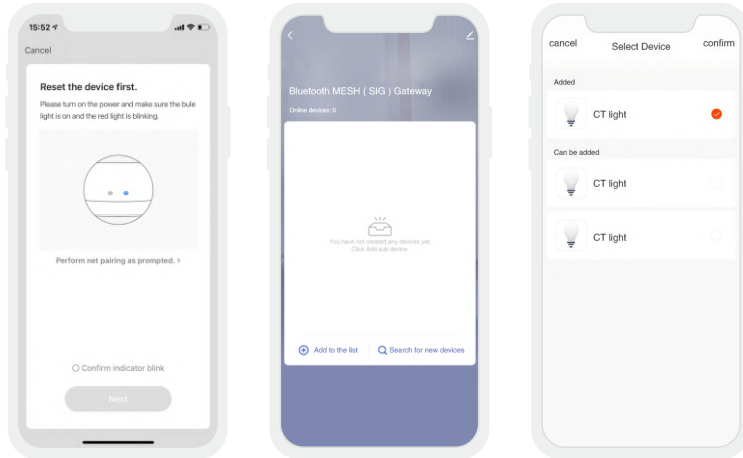 15:52
Cancel
Reset the device first.
Please turn on the power and make sure the bule
light is on and the red light is blinking.
Perform net pairing as prompted. >
Confirm indicator blink
Next
Bluetooth MESH ( SIG ) Gateway
Online devices: 0
You have not created any devices yet.
Click Add sub device.
Add to the list
Search for new devices
cancel
Select Device
confirm
Added
CT light
Can be added
CT light
CT light